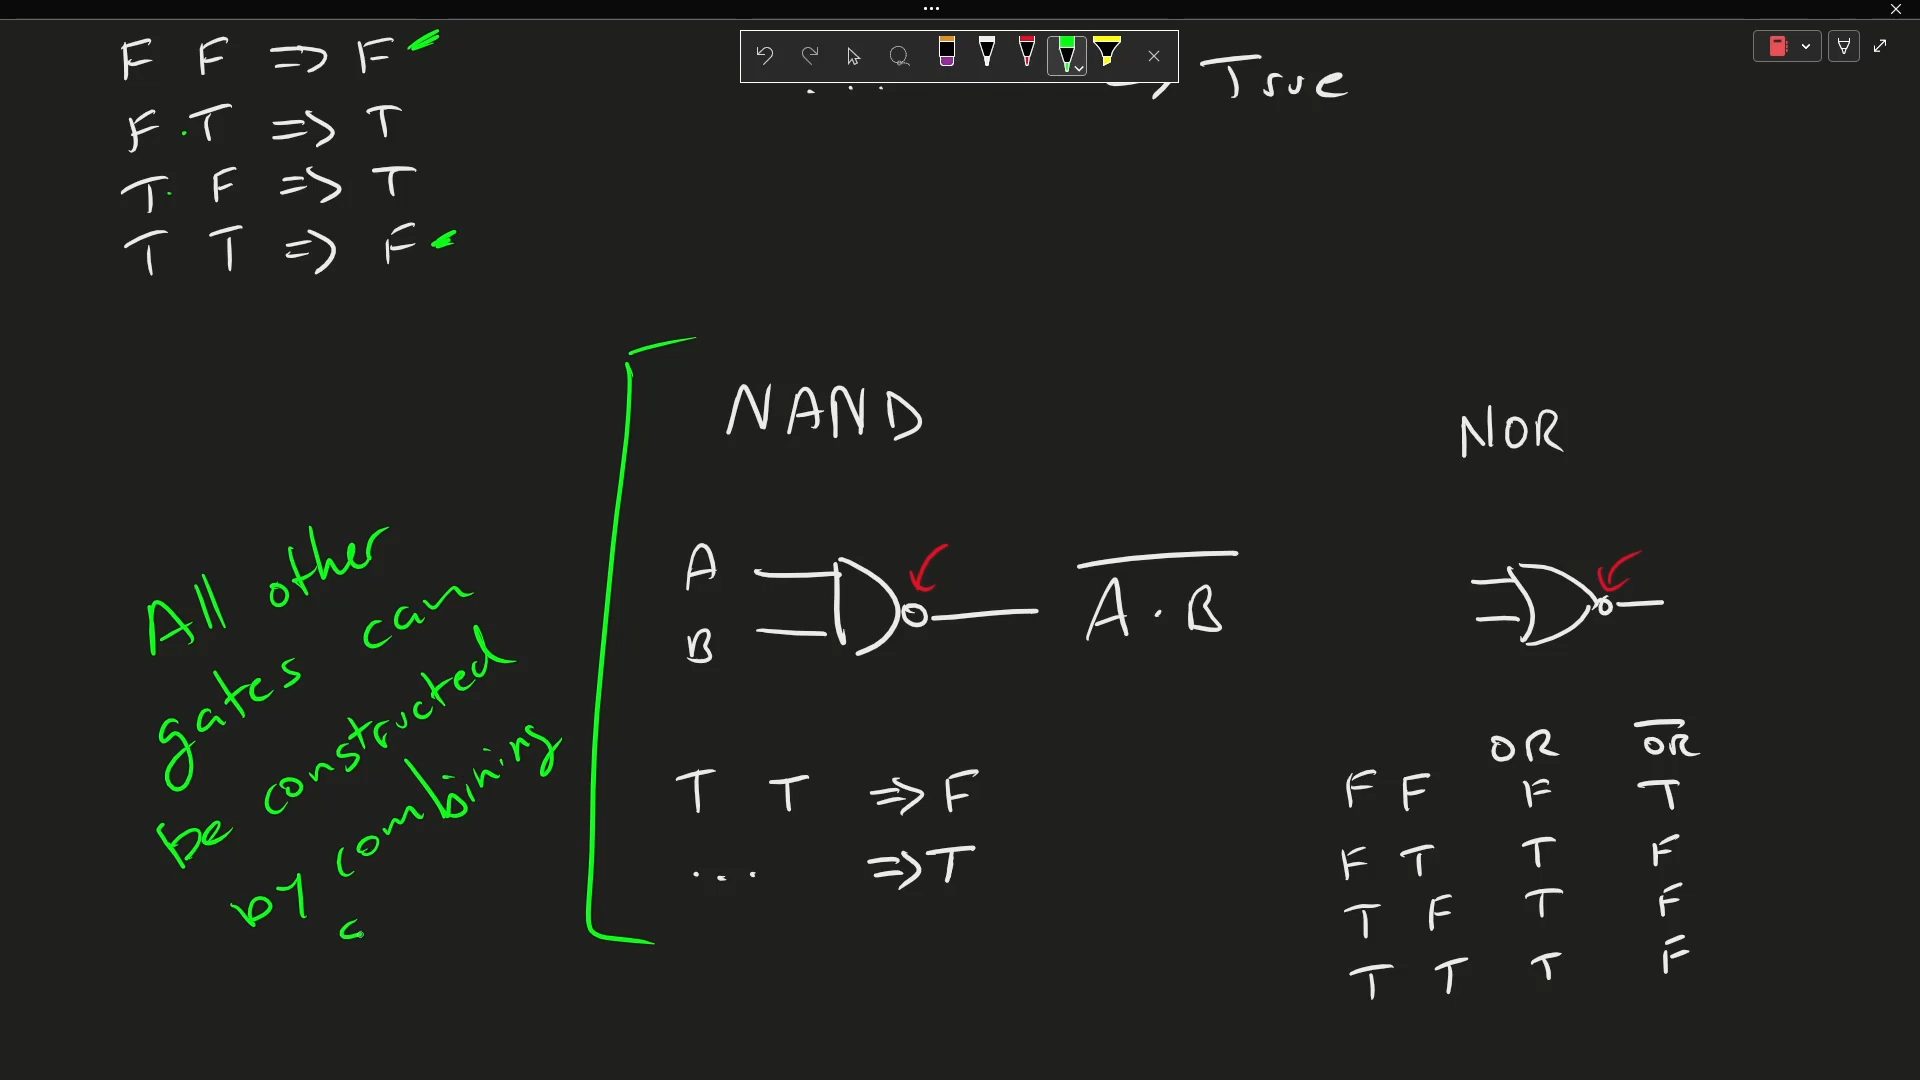 F F => F
F T => T
T F => T
T T => F
... => True
NAND
NOR
A
B
A · B
All other
gates can
be constructed
by combining
T T => F
... => T
OR OR
F F F T
F T T F
T F T F
T T T F